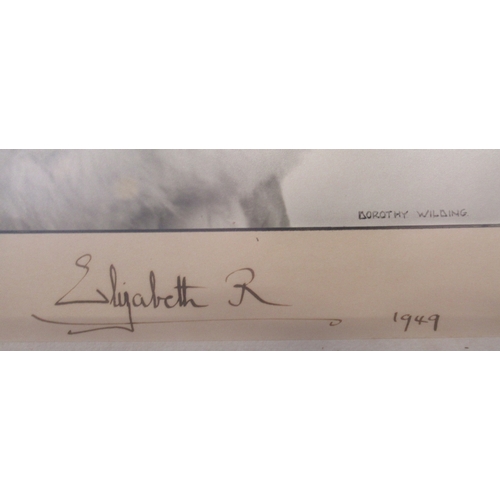 DOROTHY WILDING
Elizabeth R
1949